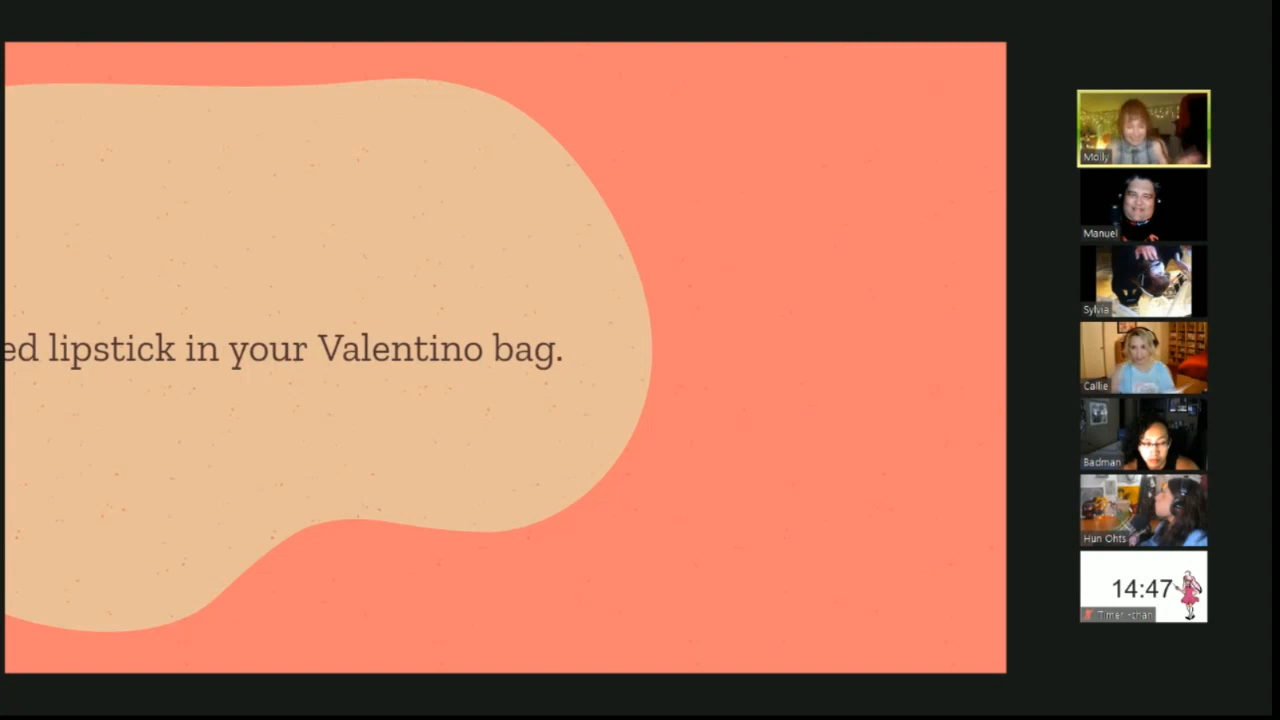 ed lipstick in your Valentino bag.
Molly
Manuel
Sylvia
Callie
Badman
Hun Ohts
14:47
Timer -chan